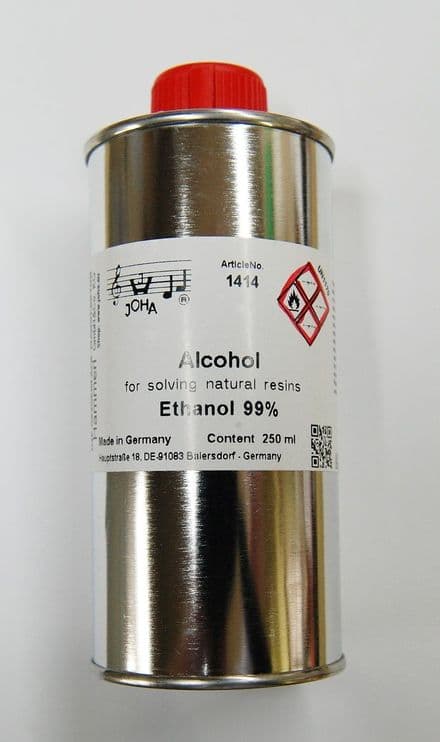 JOHA
®
ArticleNo.
1414
Alcohol
for solving natural resins
Ethanol 99%
Made in Germany
Content 250 ml
Hauptstraße 18, DE-91083 Baiersdorf - Germany